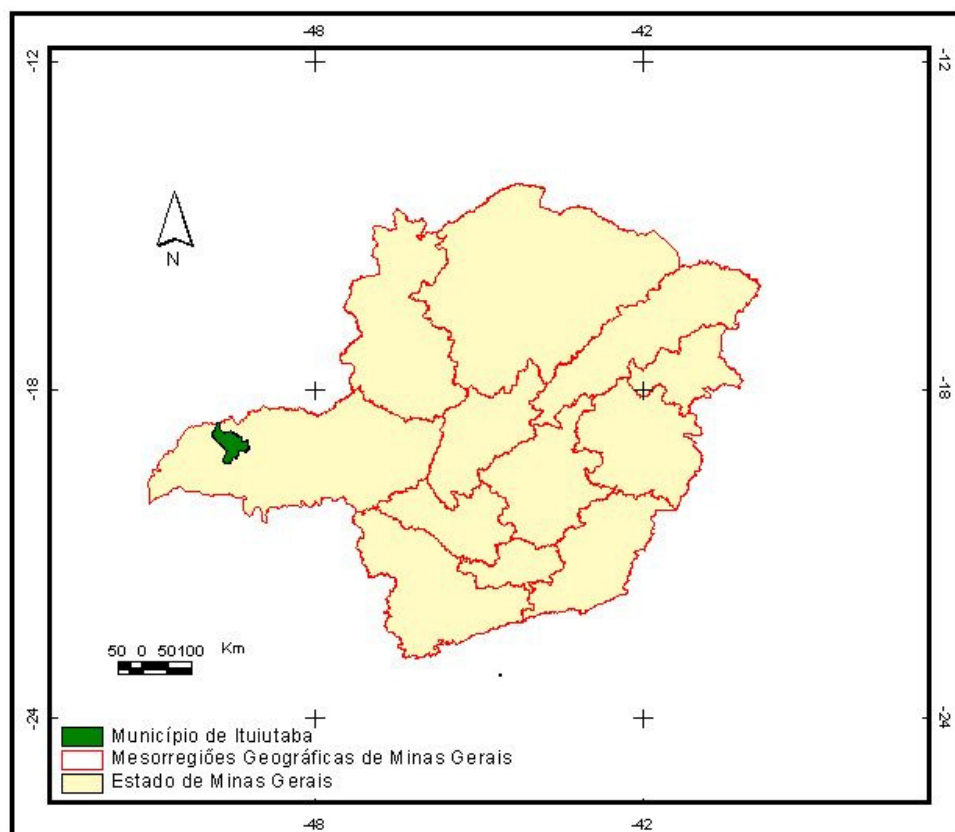 -48 -42
-12 -12
N
-18 -18
50 0 50100 Km
-24 -24
Município de Ituiutaba
Mesorregiões Geográficas de Minas Gerais
Estado de Minas Gerais
-48 -42